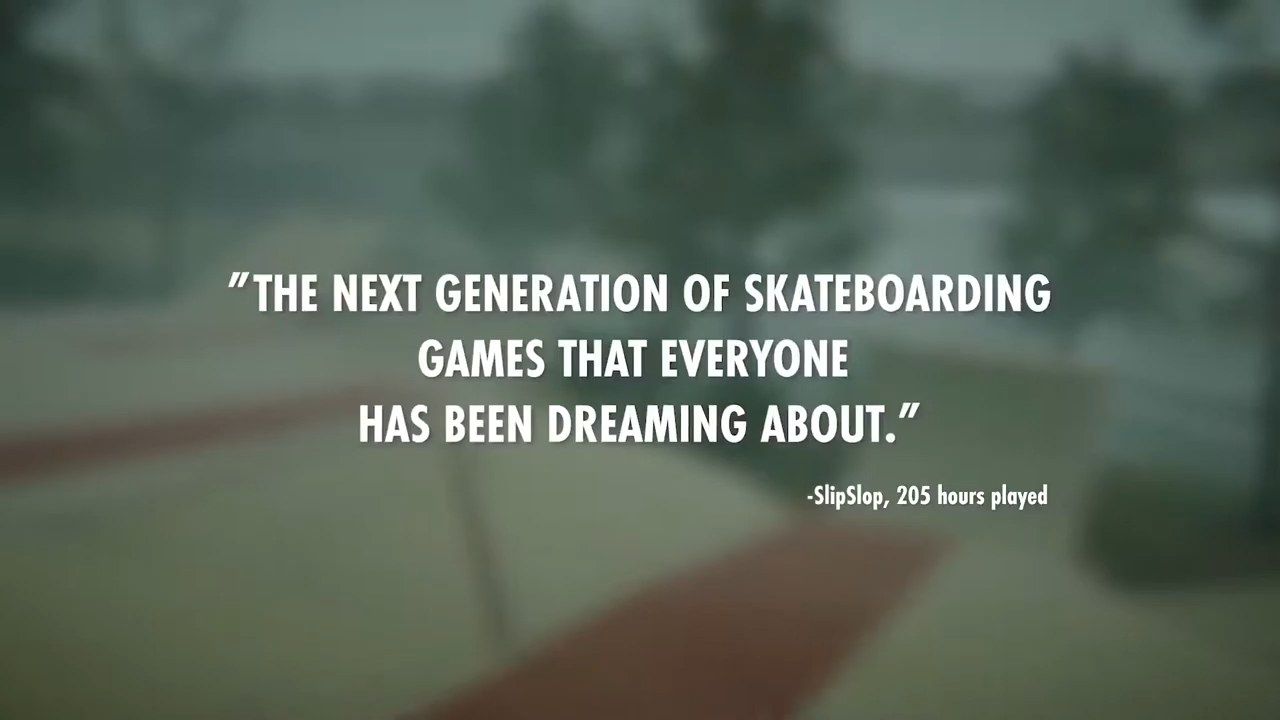 "THE NEXT GENERATION OF SKATEBOARDING
GAMES THAT EVERYONE
HAS BEEN DREAMING ABOUT."
-SlipSlop, 205 hours played